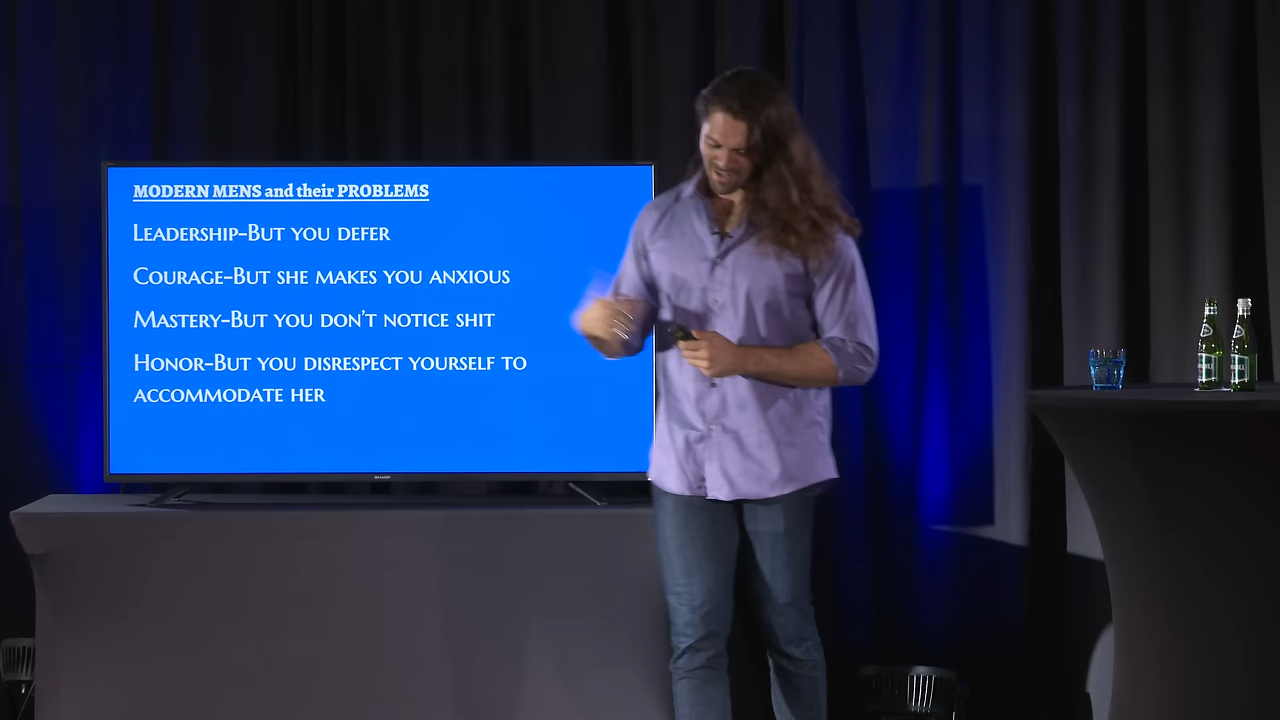 MODERN MENS and their PROBLEMS
Leadership-But you defer
Courage-But she makes you anxious
Mastery-But you don't notice shit
Honor-But you disrespect yourself to
accommodate her
SHARP